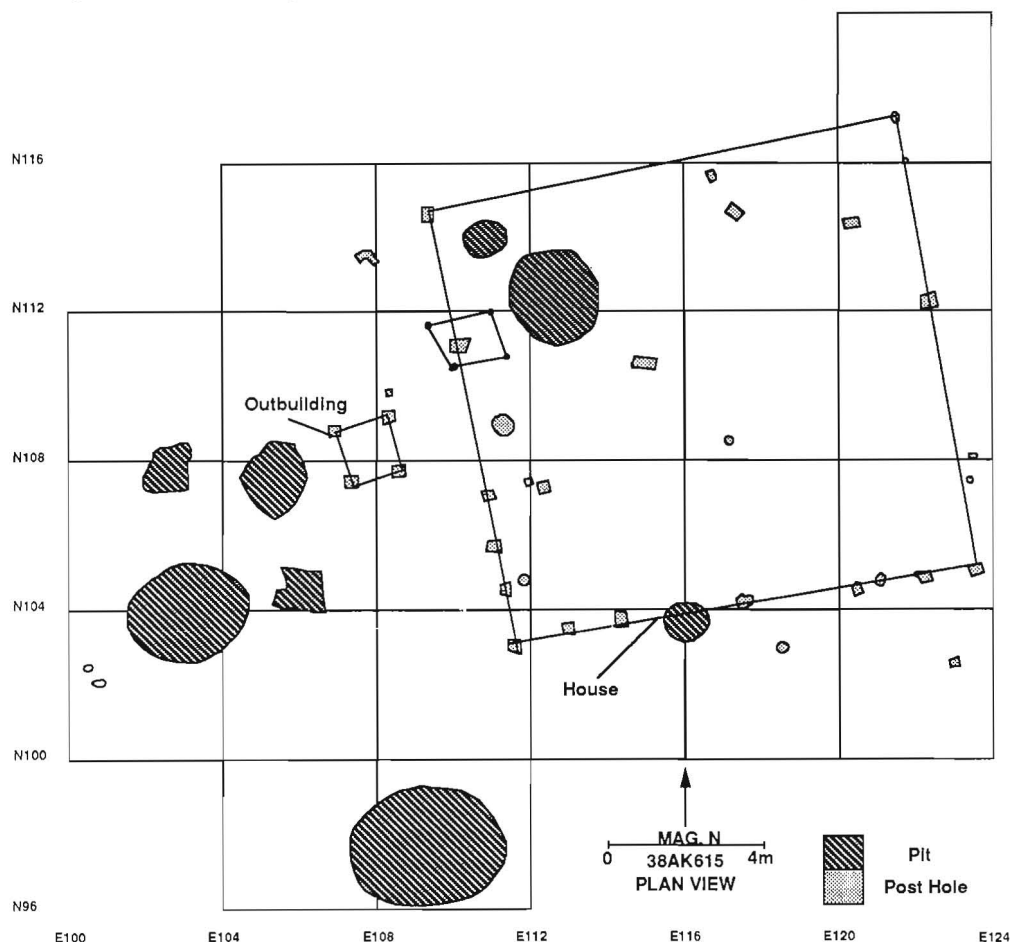 N116
N112
Outbuilding
N108
N104
House
N100
MAG. N
0 4m
38AK615
PLAN VIEW
Pit
Post Hole
N96
E100 E104 E108 E112 E116 E120 E124